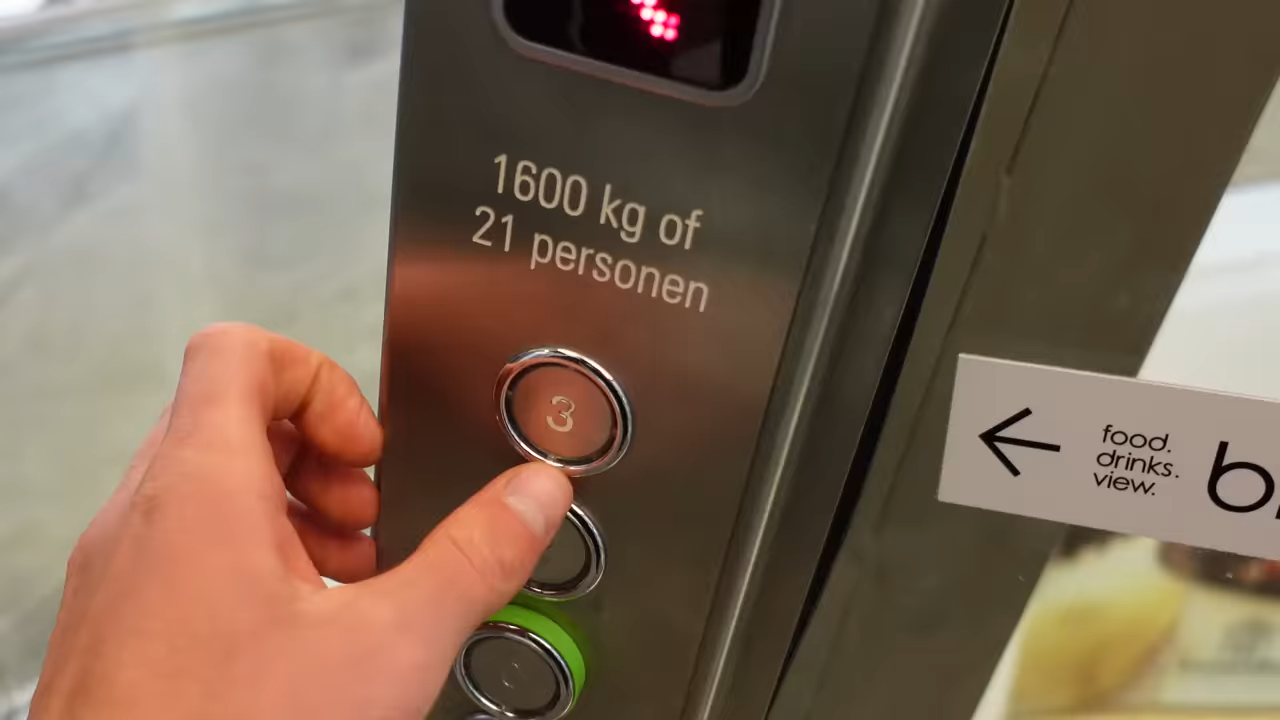 1600 kg of
21 personen
3
food.
drinks.
view.